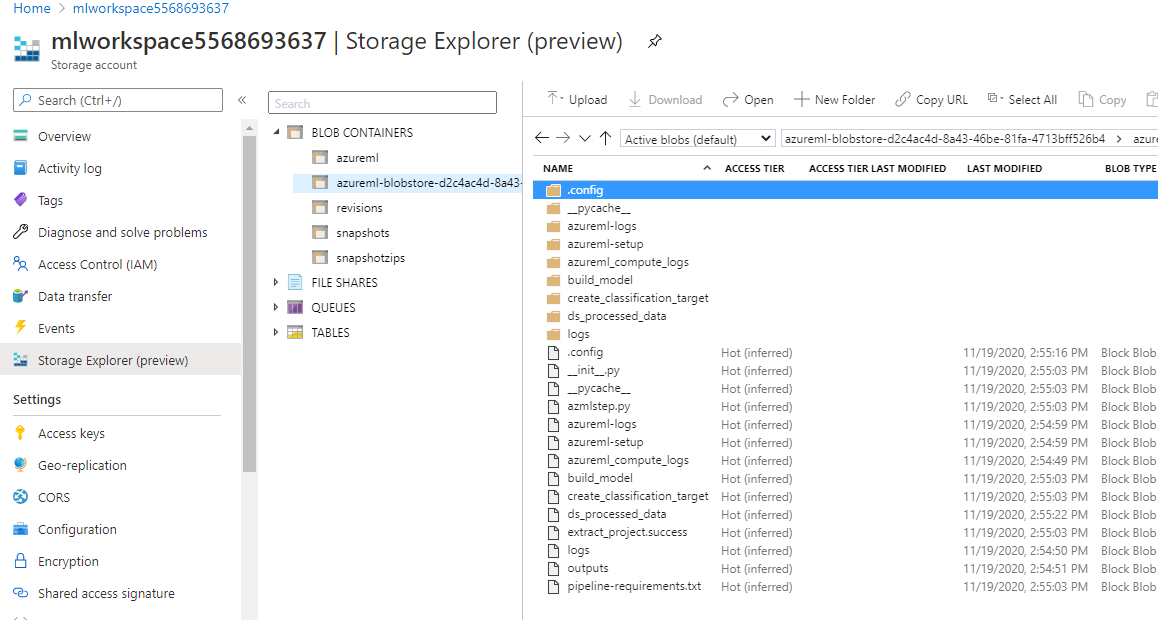 Home > mlworkspace5568693637
mlworkspace5568693637 | Storage Explorer (preview)
Storage account
Search (Ctrl+/)
«
Overview
Activity log
Tags
Diagnose and solve problems
Access Control (IAM)
Data transfer
Events
Storage Explorer (preview)
Settings
Access keys
Geo-replication
CORS
Configuration
Encryption
Shared access signature
Search
BLOB CONTAINERS
azureml
azureml-blobstore-d2c4ac4d-8a43-
revisions
snapshots
snapshotzips
FILE SHARES
QUEUES
TABLES
Upload Download Open New Folder Copy URL Select All Copy
Active blobs (default) azureml-blobstore-d2c4ac4d-8a43-46be-81fa-4713bff526b4 > azure
NAME ACCESS TIER ACCESS TIER LAST MODIFIED LAST MODIFIED BLOB TYPE
.config
__pycache__
azureml-logs
azureml-setup
azureml_compute_logs
build_model
create_classification_target
ds_processed_data
logs
.config Hot (inferred) 11/19/2020, 2:55:16 PM Block Blob
__init__.py Hot (inferred) 11/19/2020, 2:55:03 PM Block Blob
__pycache__ Hot (inferred) 11/19/2020, 2:55:03 PM Block Blob
azmlstep.py Hot (inferred) 11/19/2020, 2:55:03 PM Block Blob
azureml-logs Hot (inferred) 11/19/2020, 2:54:59 PM Block Blob
azureml-setup Hot (inferred) 11/19/2020, 2:54:59 PM Block Blob
azureml_compute_logs Hot (inferred) 11/19/2020, 2:54:49 PM Block Blob
build_model Hot (inferred) 11/19/2020, 2:55:03 PM Block Blob
create_classification_target Hot (inferred) 11/19/2020, 2:55:03 PM Block Blob
ds_processed_data Hot (inferred) 11/19/2020, 2:55:22 PM Block Blob
extract_project.success Hot (inferred) 11/19/2020, 2:55:03 PM Block Blob
logs Hot (inferred) 11/19/2020, 2:54:50 PM Block Blob
outputs Hot (inferred) 11/19/2020, 2:54:51 PM Block Blob
pipeline-requirements.txt Hot (inferred) 11/19/2020, 2:55:03 PM Block Blob